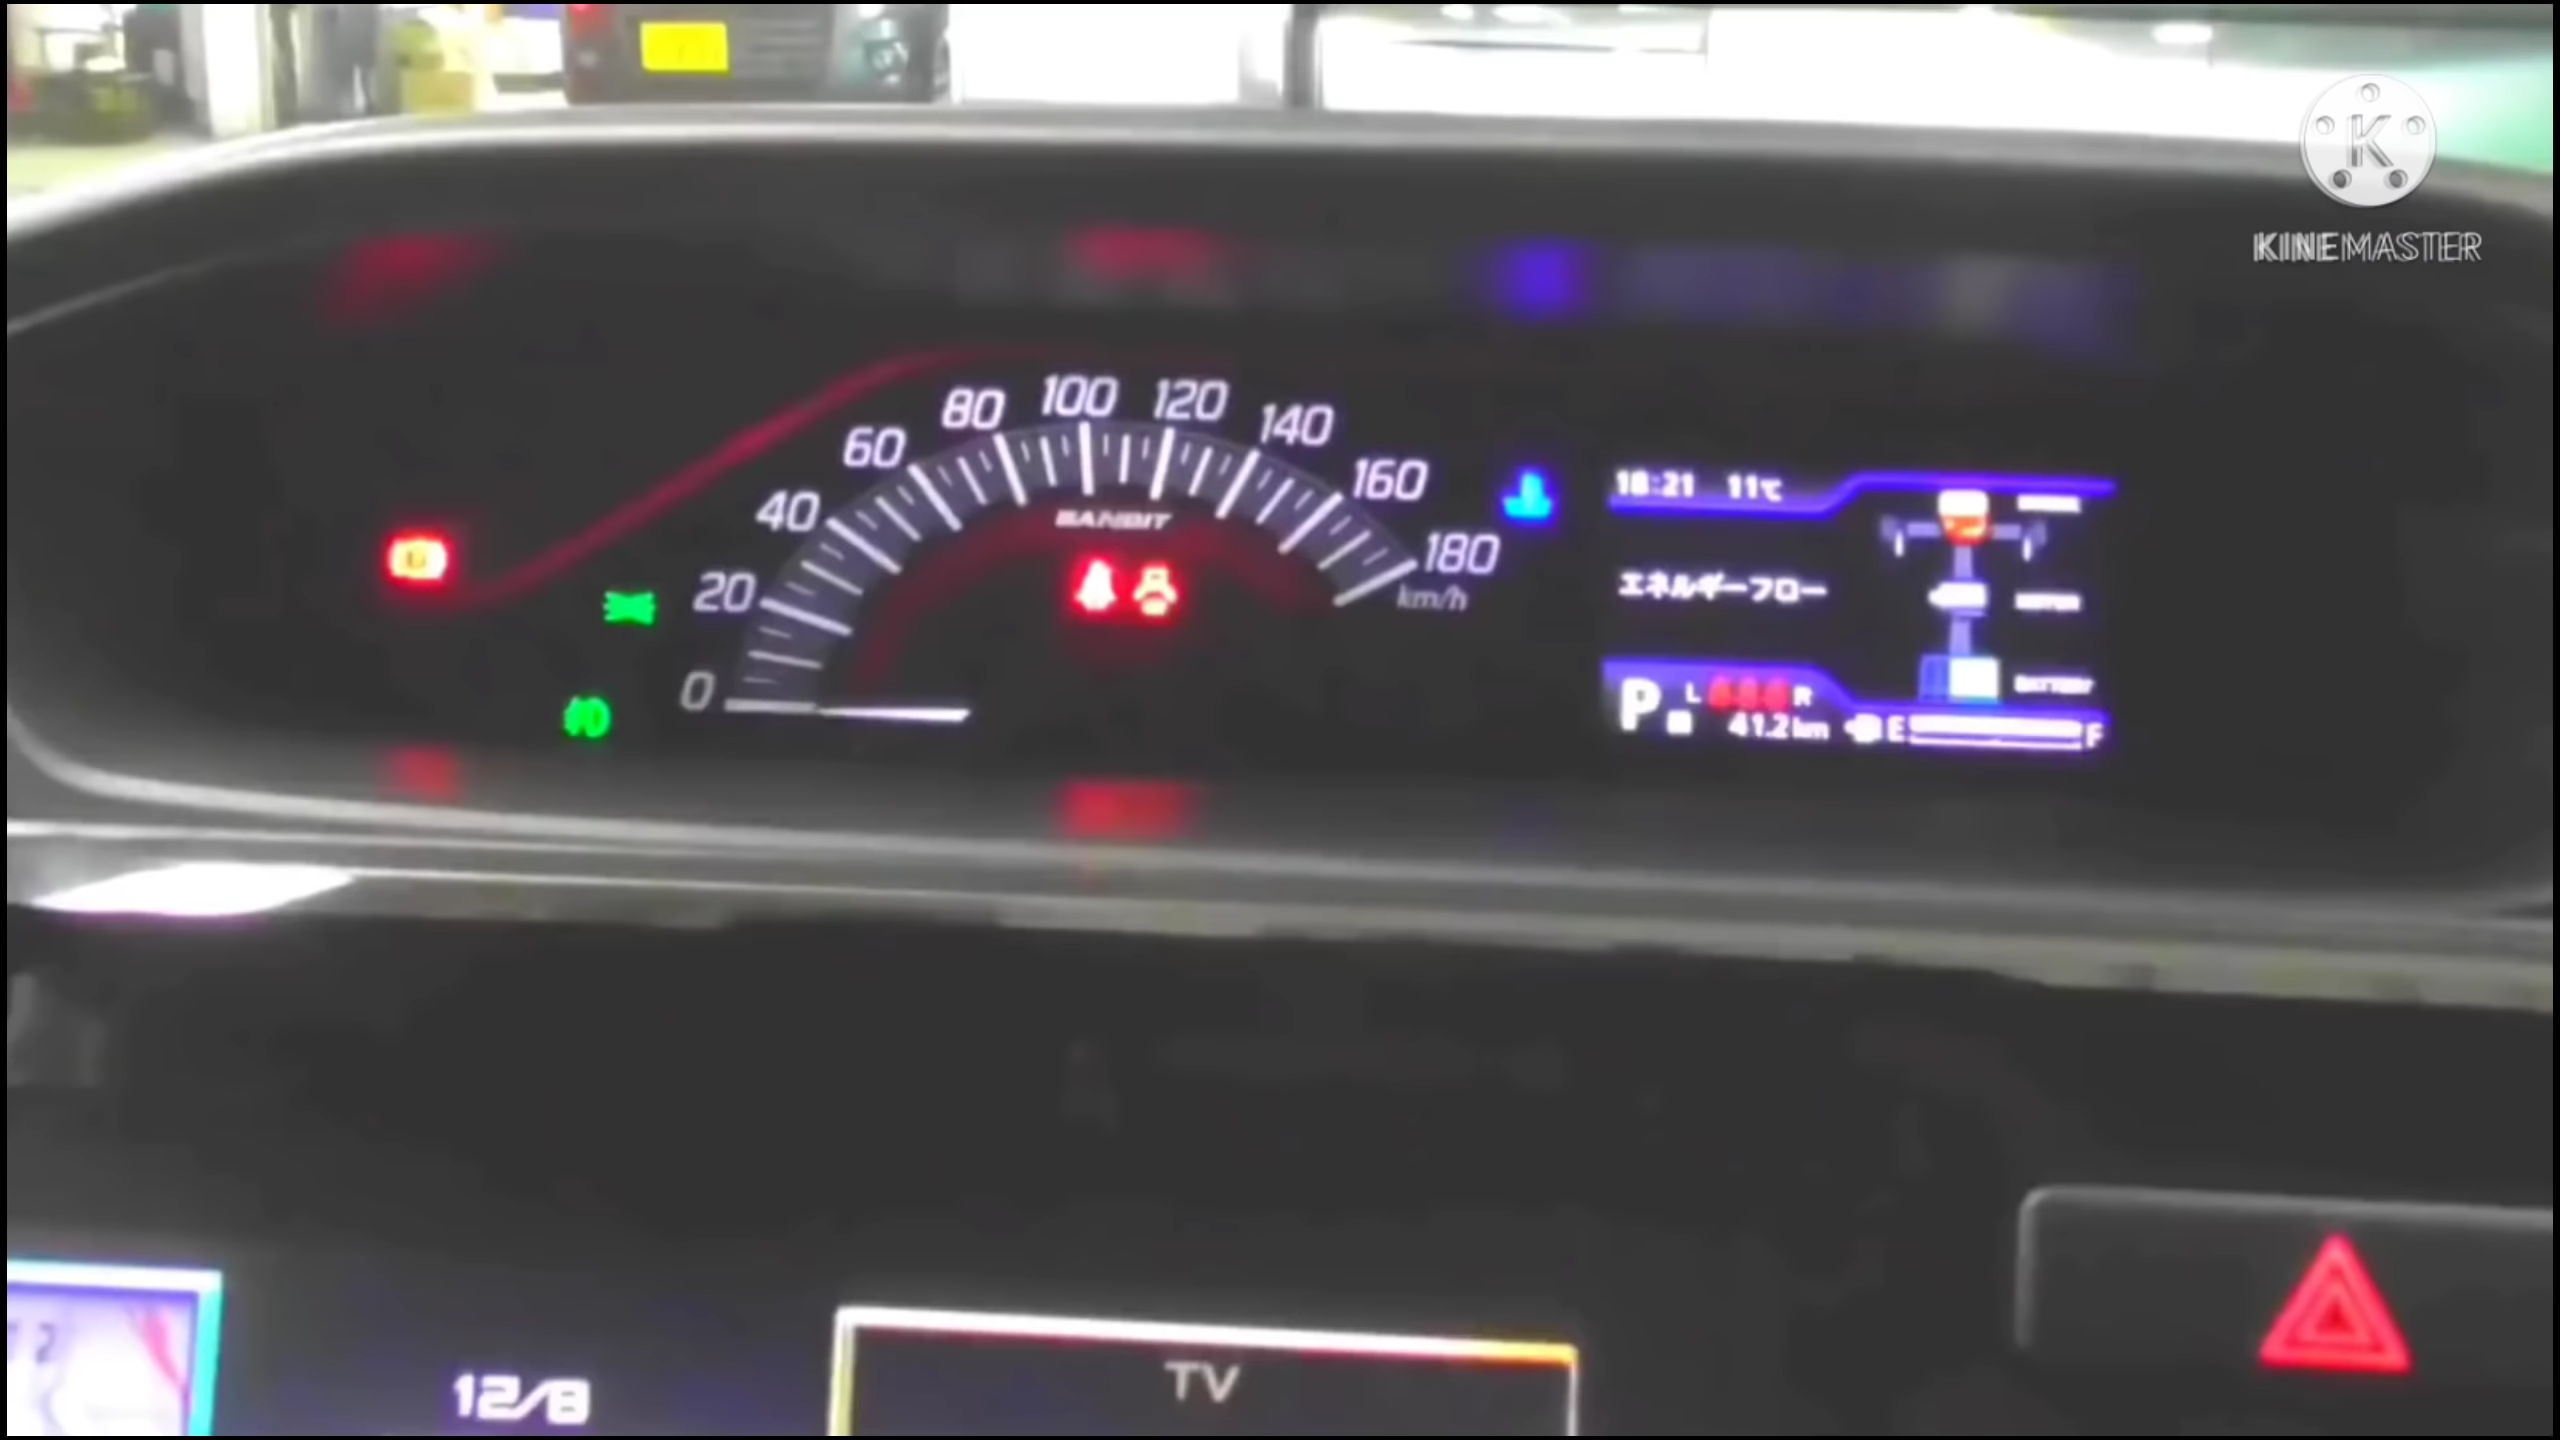 K
KINEMASTER
100
120
80
140
60
160
40
180
km/h
20
0
BANDIT
18:21 11℃
エネルギーフロー
P
L R
41.2km
E F
BATTERY
12/8
TV